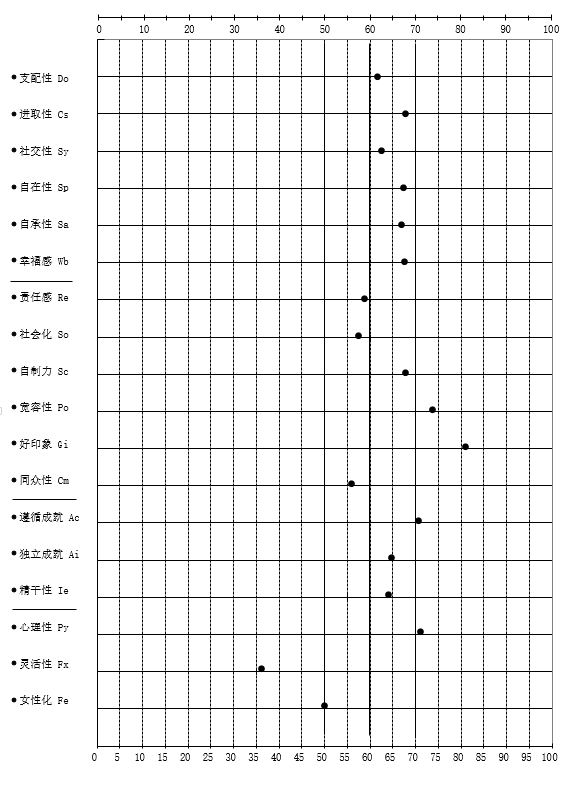 0 10 20 30 40 50 60 70 80 90 100
支配性 Do
进取性 Cs
社交性 Sy
自在性 Sp
自承性 Sa
幸福感 Wb
责任感 Re
社会化 So
自制力 Sc
宽容性 Po
好印象 Gi
同众性 Cm
遵循成就 Ac
独立成就 Ai
精干性 Ie
心理性 Py
灵活性 Fx
女性化 Fe
0 5 10 15 20 25 30 40 45 50 55 60 65 70 75 80 85 90 95 100